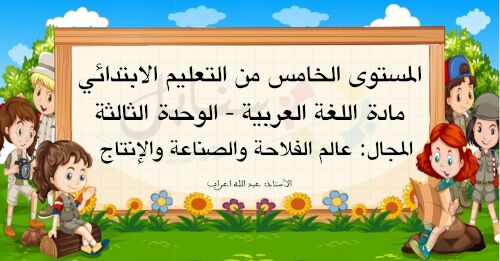 المستوى الخامس من التعليم الابتدائي
مادة اللغة العربية - الوحدة الثالثة
المجال: عالم الفلاحة والصناعة والإنتاج
الأستاذ: عبد الله اعراب